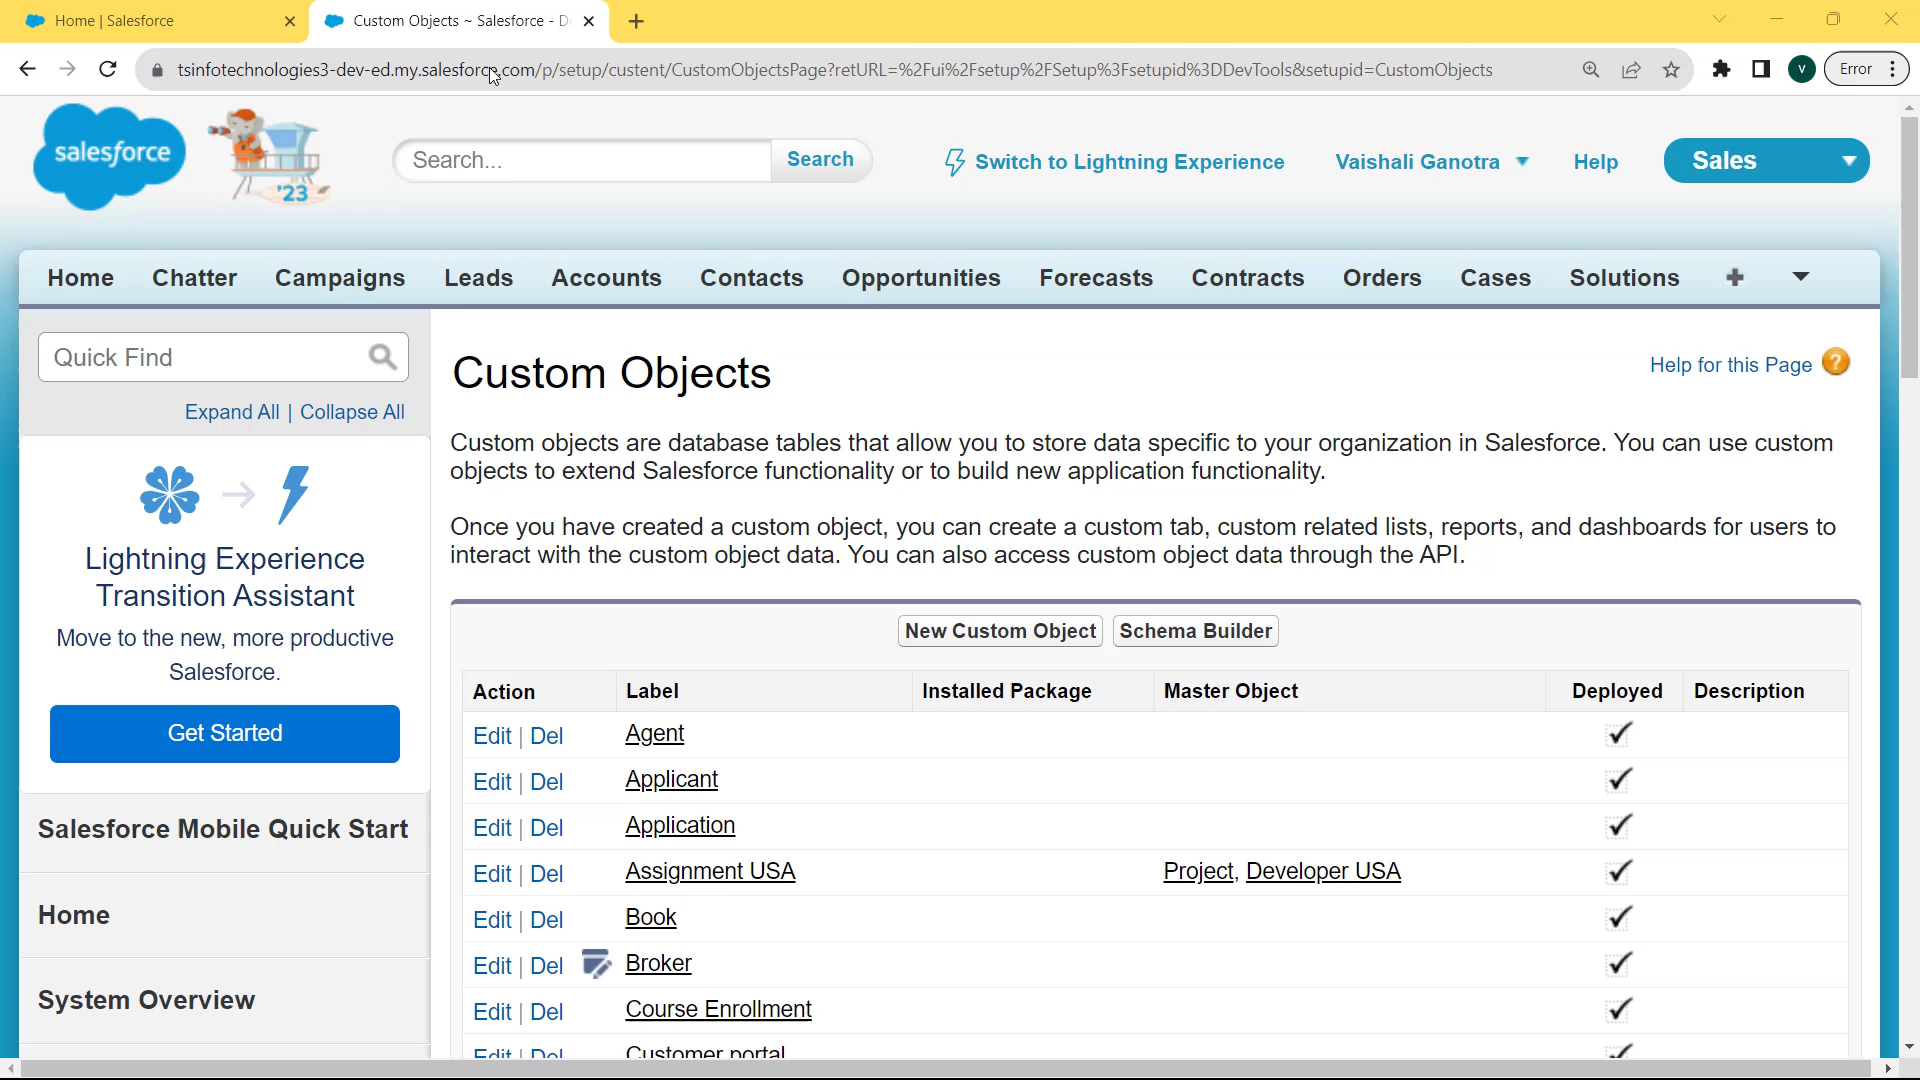 Home | Salesforce
Custom Objects ~ Salesforce - D
tsinfotechnologies3-dev-ed.my.salesforce.com/p/setup/custent/CustomObjectsPage?retURL=%2Fui%2Fsetup%2FSetup%3Fsetupid%3DDevTools&setupid=CustomObjects
V
Error
salesforce
'23
Search...
Search
Switch to Lightning Experience
Vaishali Ganotra
Help
Sales
Home
Chatter
Campaigns
Leads
Accounts
Contacts
Opportunities
Forecasts
Contracts
Orders
Cases
Solutions
Quick Find
Expand All | Collapse All
Lightning Experience
Transition Assistant
Move to the new, more productive
Salesforce.
Get Started
Salesforce Mobile Quick Start
Home
System Overview
Custom Objects
Help for this Page ?
Custom objects are database tables that allow you to store data specific to your organization in Salesforce. You can use custom
objects to extend Salesforce functionality or to build new application functionality.
Once you have created a custom object, you can create a custom tab, custom related lists, reports, and dashboards for users to
interact with the custom object data. You can also access custom object data through the API.
New Custom Object
Schema Builder
Action Label Installed Package Master Object Deployed Description
Edit | Del Agent
Edit | Del Applicant
Edit | Del Application
Edit | Del Assignment USA Project, Developer USA
Edit | Del Book
Edit | Del Broker
Edit | Del Course Enrollment
Edit | Del Customer portal